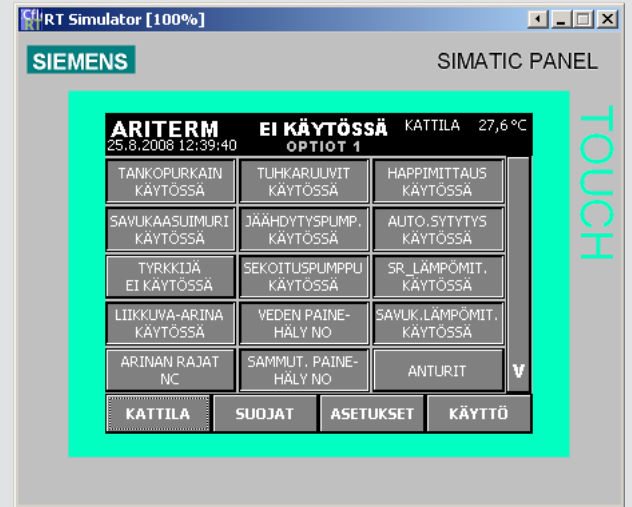 RT Simulator [100%]
SIEMENS
SIMATIC PANEL
TOUCH
ARITERM EI KÄYTÖSSÄ KATTILA 27,6 °C
25.8.2008 12:39:40 OPTIOT 1
TANKOPURKAIN
KÄYTÖSSÄ
TUHKARUUVIT
KÄYTÖSSÄ
HAPPIMITTAUS
KÄYTÖSSÄ
SAVUKAASUIMURI
KÄYTÖSSÄ
JÄÄHDYTYSPUMP.
KÄYTÖSSÄ
AUTO.SYTYTYS
KÄYTÖSSÄ
TYRKKIJÄ
EI KÄYTÖSSÄ
SEKOITUSPUMPPU
KÄYTÖSSÄ
SR_LÄMPÖMIT.
KÄYTÖSSÄ
LIIKKUVA-ARINA
KÄYTÖSSÄ
VEDEN PAINE-
HÄLY NO
SAVUK.LÄMPÖMIT.
KÄYTÖSSÄ
ARINAN RAJAT
NC
SAMMUT. PAINE-
HÄLY NO
ANTURIT
V
KATTILA SUOJAT ASETUKSET KÄYTTÖ